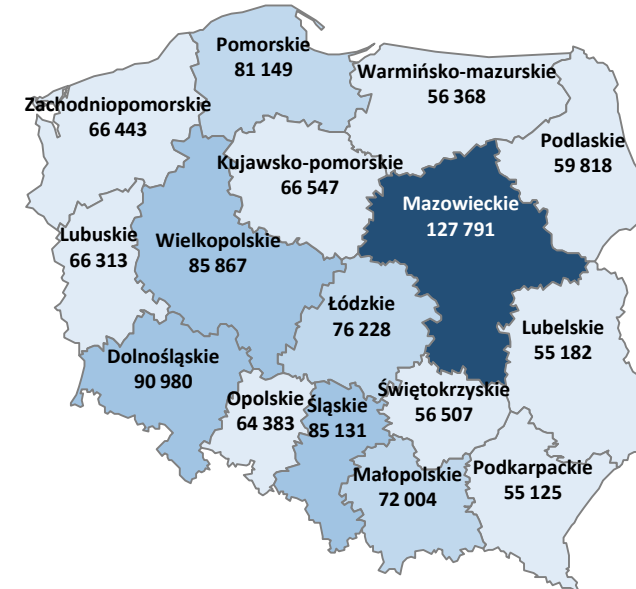 Pomorskie
81 149
Warmińsko-mazurskie
56 368
Zachodniopomorskie
66 443
Podlaskie
59 818
Kujawsko-pomorskie
66 547
Mazowieckie
127 791
Lubuskie
66 313
Wielkopolskie
85 867
Łódzkie
76 228
Lubelskie
55 182
Dolnośląskie
90 980
Opolskie
64 383
Śląskie
85 131
Świętokrzyskie
56 507
Małopolskie
72 004
Podkarpackie
55 125